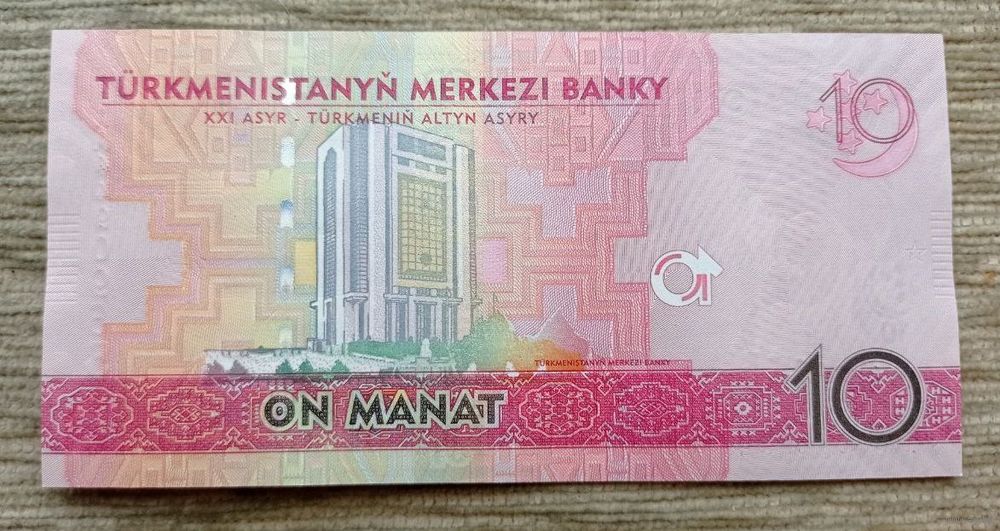 TÜRKMENISTANYŇ MERKEZI BANKY
XXI ASYR - TÜRKMENIŇ ALTYN ASYRY
10
TÜRKMENISTANYŇ MERKEZI BANKY
ON MANAT
10